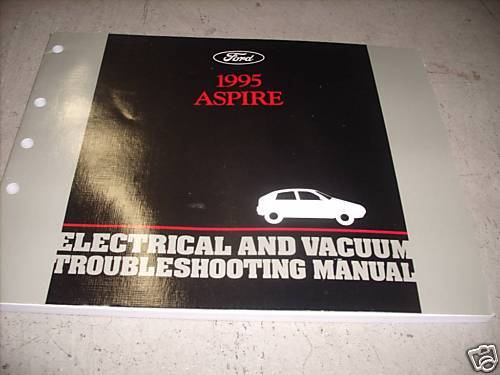 Ford
1995
ASPIRE
ELECTRICAL AND VACUUM
TROUBLESHOOTING MANUAL